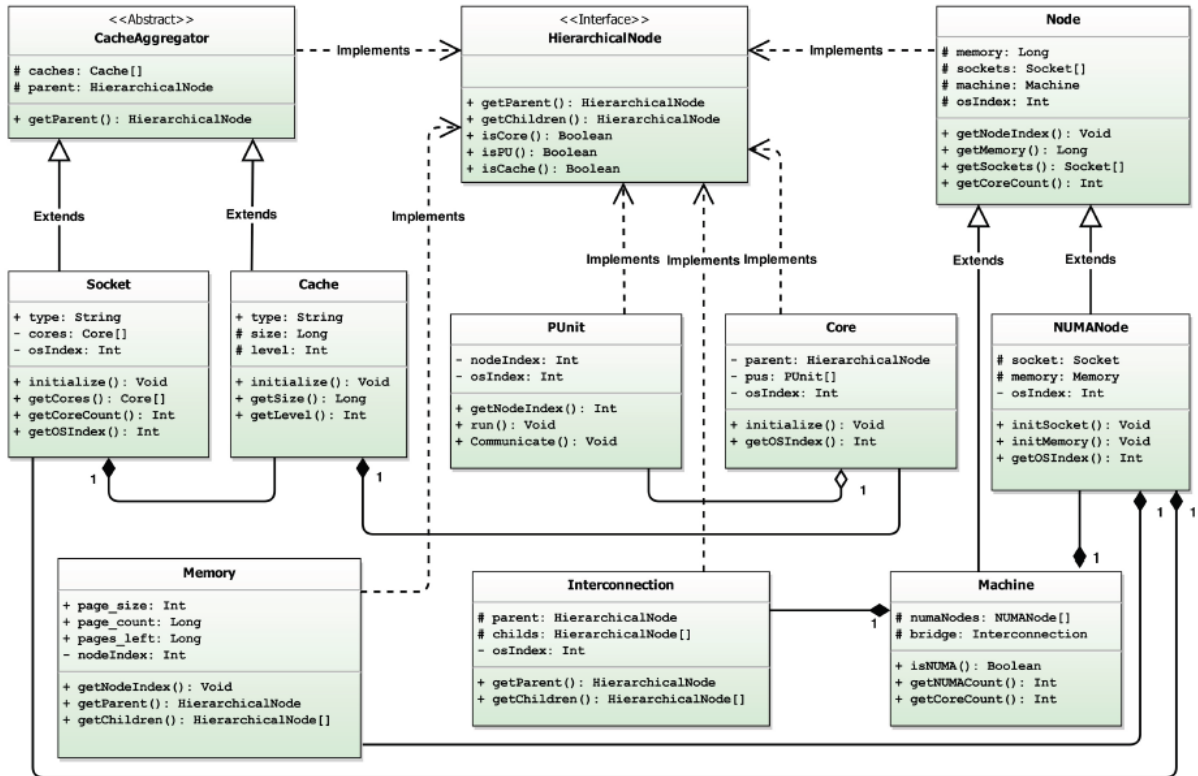 <<Abstract>>
CacheAggregator
# caches: Cache[]
# parent: HierarchicalNode
+ getParent(): HierarchicalNode
Implements
<<Interface>>
HierarchicalNode
+ getParent(): HierarchicalNode
+ getChildren(): HierarchicalNode
+ isCore(): Boolean
+ isPU(): Boolean
+ isCache(): Boolean
Implements
Node
# memory: Long
# sockets: Socket[]
# machine: Machine
# osIndex: Int
+ getNodeIndex(): Void
+ getMemory(): Long
+ getSockets(): Socket[]
+ getCoreCount(): Int
Extends
Extends
Implements
Implements
Implements
Implements
Extends
Extends
Socket
+ type: String
- cores: Core[]
- osIndex: Int
+ initialize(): Void
+ getCores(): Core[]
+ getCoreCount(): Int
+ getOSIndex(): Int
Cache
+ type: String
# size: Long
# level: Int
+ initialize(): Void
+ getSize(): Long
+ getLevel(): Int
PUnit
- nodeIndex: Int
- osIndex: Int
+ getNodeIndex(): Int
+ run(): Void
+ Communicate(): Void
Core
- parent: HierarchicalNode
- pus: PUnit[]
- osIndex: Int
+ initialize(): Void
+ getOSIndex(): Int
NUMANode
# socket: Socket
# memory: Memory
- osIndex: Int
+ initSocket(): Void
+ initMemory(): Void
+ getOSIndex(): Int
1
1
1
1
1
1
1
Memory
+ page_size: Int
+ page_count: Long
+ pages_left: Long
- nodeIndex: Int
+ getNodeIndex(): Void
+ getParent(): HierarchicalNode
+ getChildren(): HierarchicalNode[]
Interconnection
# parent: HierarchicalNode
# childs: HierarchicalNode[]
- osIndex: Int
+ getParent(): HierarchicalNode
+ getChildren(): HierarchicalNode[]
Machine
# numaNodes: NUMANode[]
# bridge: Interconnection
+ isNUMA(): Boolean
+ getNUMACount(): Int
+ getCoreCount(): Int